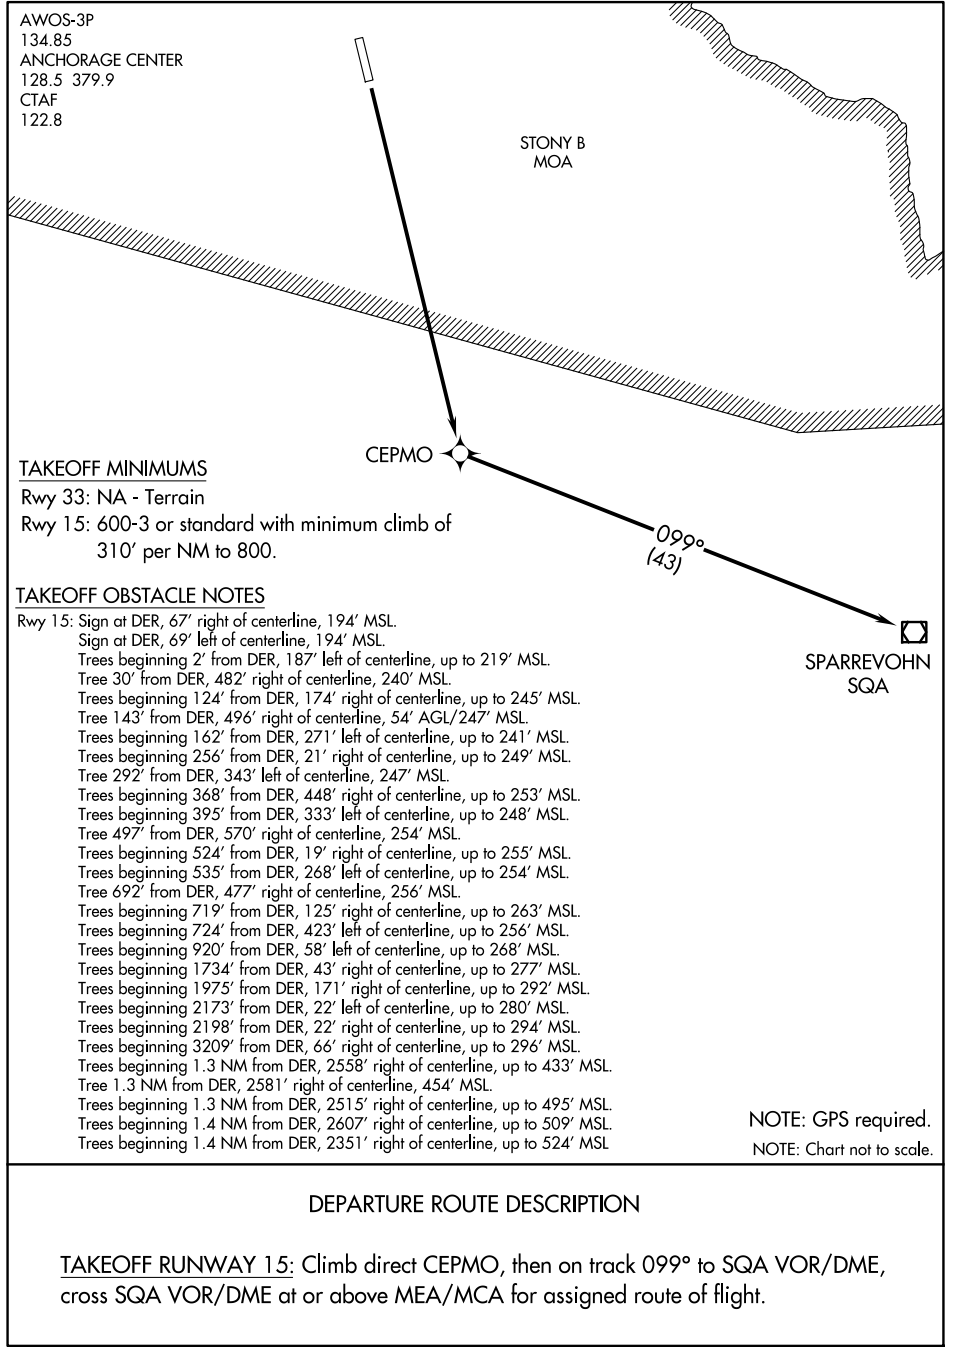 AWOS-3P
134.85
ANCHORAGE CENTER
128.5 379.9
CTAF
122.8
STONY B
MOA
CEPMO
099°
(43)
SPARREVOHN
SQA
TAKEOFF MINIMUMS
Rwy 33: NA - Terrain
Rwy 15: 600-3 or standard with minimum climb of
310′ per NM to 800.
TAKEOFF OBSTACLE NOTES
Rwy 15: Sign at DER, 67′ right of centerline, 194′ MSL.
Sign at DER, 69′ left of centerline, 194′ MSL.
Trees beginning 2′ from DER, 187′ left of centerline, up to 219′ MSL.
Tree 30′ from DER, 482′ right of centerline, 240′ MSL.
Trees beginning 124′ from DER, 174′ right of centerline, up to 245′ MSL.
Tree 143′ from DER, 496′ right of centerline, 54′ AGL/247′ MSL.
Trees beginning 162′ from DER, 271′ left of centerline, up to 241′ MSL.
Trees beginning 256′ from DER, 21′ right of centerline, up to 249′ MSL.
Tree 292′ from DER, 343′ left of centerline, 247′ MSL.
Trees beginning 368′ from DER, 448′ right of centerline, up to 253′ MSL.
Trees beginning 395′ from DER, 333′ left of centerline, up to 248′ MSL.
Tree 497′ from DER, 570′ right of centerline, 254′ MSL.
Trees beginning 524′ from DER, 19′ right of centerline, up to 255′ MSL.
Trees beginning 535′ from DER, 268′ left of centerline, up to 254′ MSL.
Tree 692′ from DER, 477′ right of centerline, 256′ MSL.
Trees beginning 719′ from DER, 125′ right of centerline, up to 263′ MSL.
Trees beginning 724′ from DER, 423′ left of centerline, up to 256′ MSL.
Trees beginning 920′ from DER, 58′ left of centerline, up to 268′ MSL.
Trees beginning 1734′ from DER, 43′ right of centerline, up to 277′ MSL.
Trees beginning 1975′ from DER, 171′ right of centerline, up to 292′ MSL.
Trees beginning 2173′ from DER, 22′ left of centerline, up to 280′ MSL.
Trees beginning 2198′ from DER, 22′ right of centerline, up to 294′ MSL.
Trees beginning 3209′ from DER, 66′ right of centerline, up to 296′ MSL.
Trees beginning 1.3 NM from DER, 2558′ right of centerline, up to 433′ MSL.
Tree 1.3 NM from DER, 2581′ right of centerline, 454′ MSL.
Trees beginning 1.3 NM from DER, 2515′ right of centerline, up to 495′ MSL.
Trees beginning 1.4 NM from DER, 2607′ right of centerline, up to 509′ MSL.
Trees beginning 1.4 NM from DER, 2351′ right of centerline, up to 524′ MSL
NOTE: GPS required.
NOTE: Chart not to scale.
DEPARTURE ROUTE DESCRIPTION
TAKEOFF RUNWAY 15: Climb direct CEPMO, then on track 099° to SQA VOR/DME,
cross SQA VOR/DME at or above MEA/MCA for assigned route of flight.